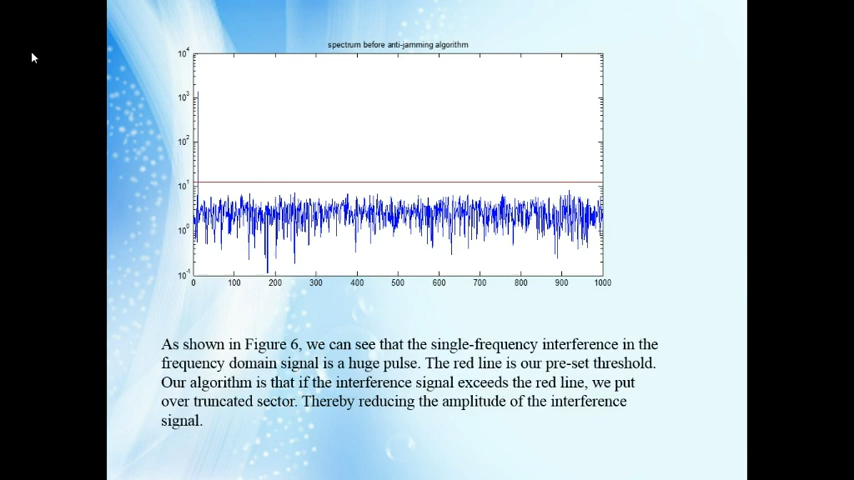 spectrum before anti-jamming algorithm
10^4
10^3
10^2
10^1
10^0
10^-1
0 100 200 300 400 500 600 700 800 900 1000
As shown in Figure 6, we can see that the single-frequency interference in the
frequency domain signal is a huge pulse. The red line is our pre-set threshold.
Our algorithm is that if the interference signal exceeds the red line, we put
over truncated sector. Thereby reducing the amplitude of the interference
signal.